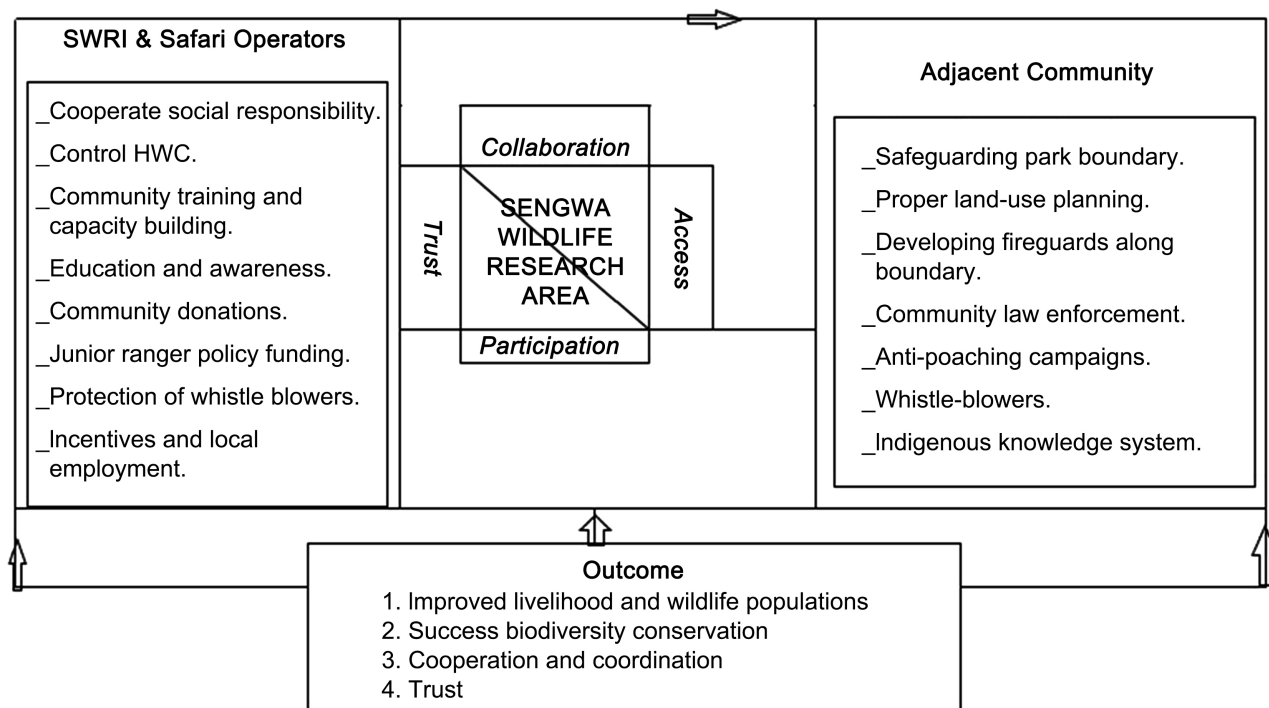 SWRI & Safari Operators
_Cooperate social responsibility.
_Control HWC.
_Community training and
capacity building.
_Education and awareness.
_Community donations.
_Junior ranger policy funding.
_Protection of whistle blowers.
_Incentives and local
employment.
Collaboration
Trust
SENGWA
WILDLIFE
RESEARCH
AREA
Access
Participation
Adjacent Community
_Safeguarding park boundary.
_Proper land-use planning.
_Developing fireguards along
boundary.
_Community law enforcement.
_Anti-poaching campaigns.
_Whistle-blowers.
_Indigenous knowledge system.
Outcome
1. Improved livelihood and wildlife populations
2. Success biodiversity conservation
3. Cooperation and coordination
4. Trust